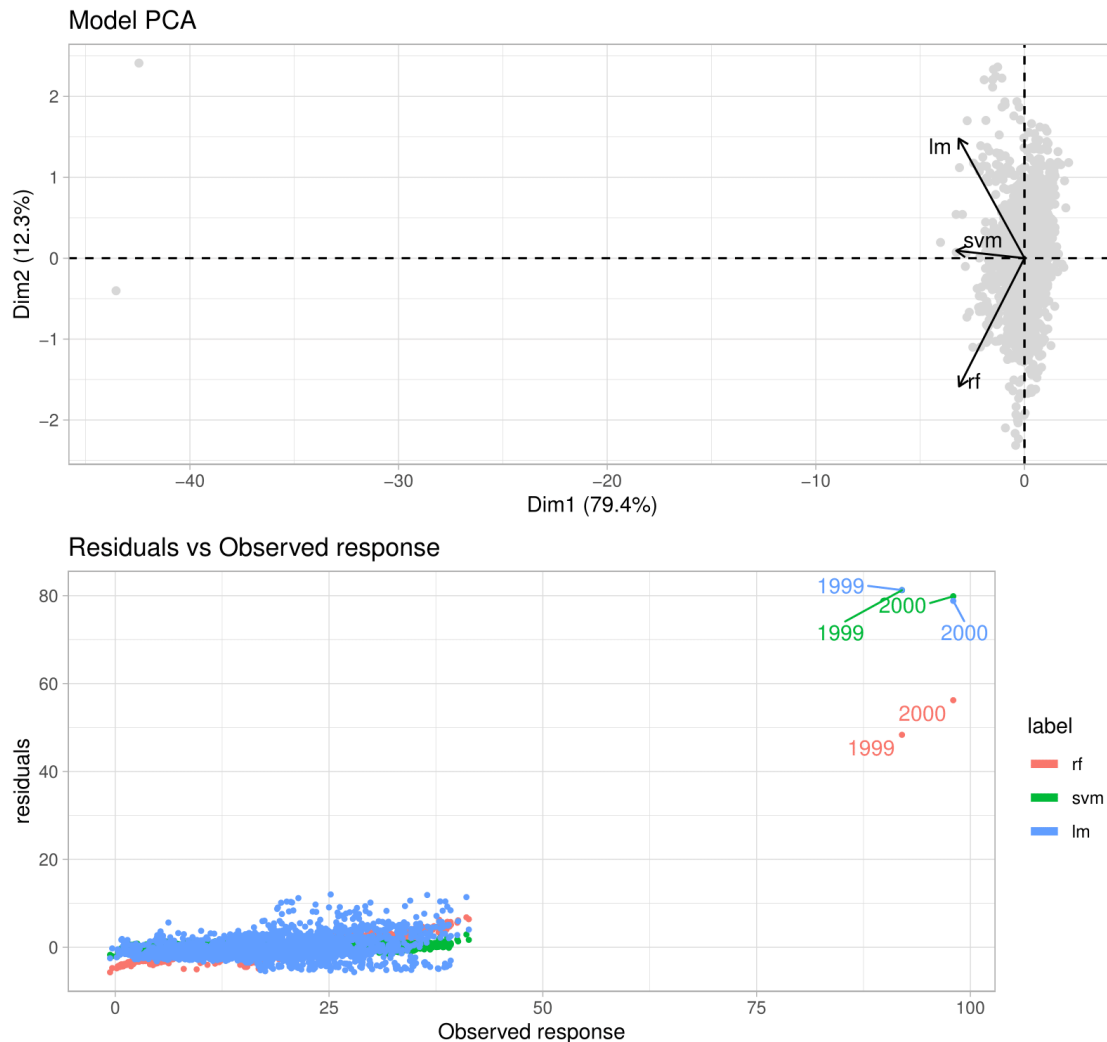 Model PCA
2
1
0
−1
−2
Dim2 (12.3%)
lm
svm
rf
−40
−30
−20
−10
0
Dim1 (79.4%)
Residuals vs Observed response
80
60
40
20
0
residuals
1999
2000
1999
2000
2000
1999
0
25
50
75
100
Observed response
label
rf
svm
lm